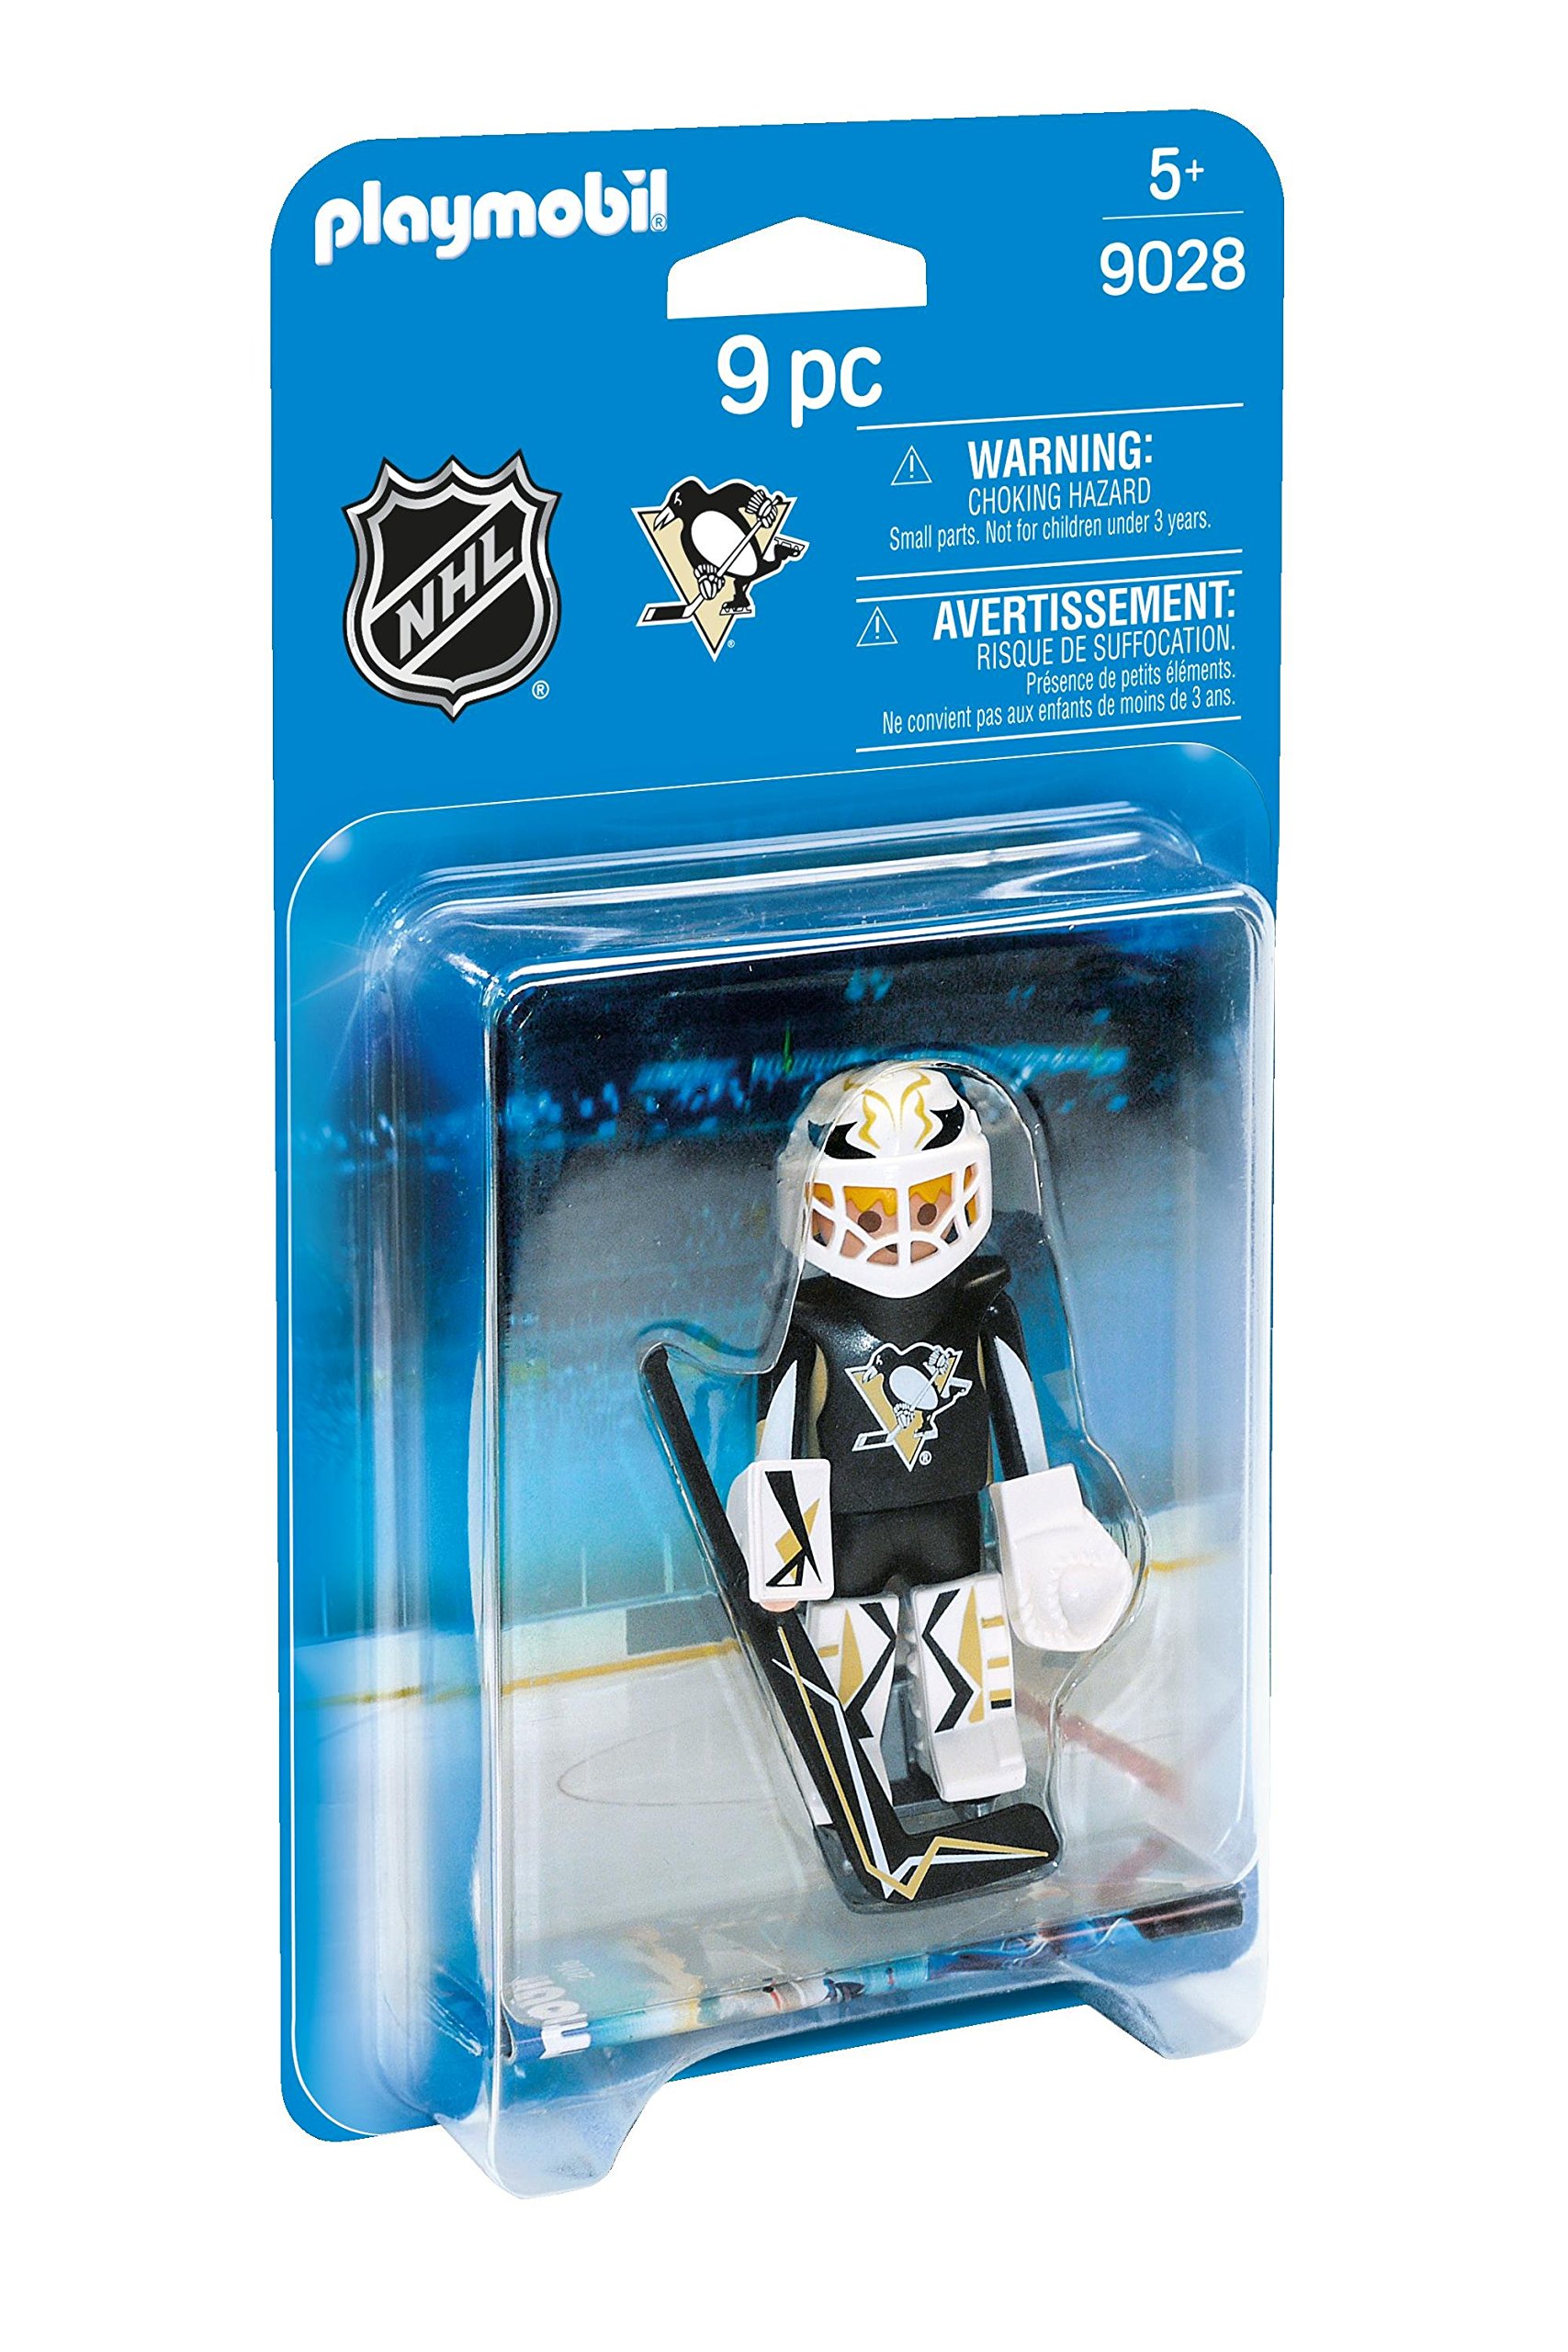 playmobil®
5+
9028
9 pc
NHL
®
®
WARNING:
CHOKING HAZARD
Small parts. Not for children under 3 years.
AVERTISSEMENT:
RISQUE DE SUFFOCATION.
Présence de petits éléments.
Ne convient pas aux enfants de moins de 3 ans.
®